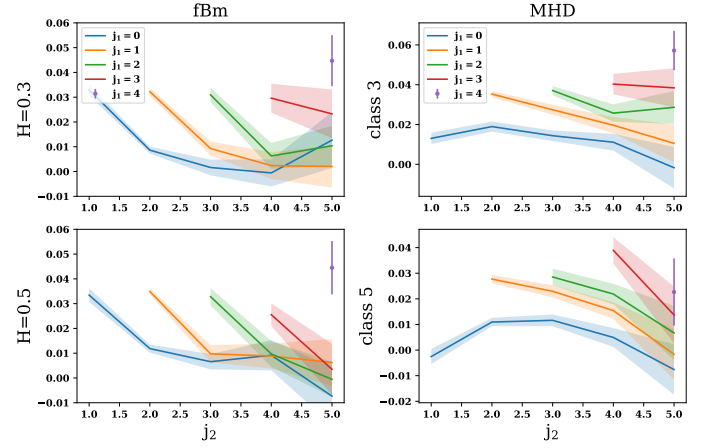 fBm
MHD
0.06
0.05
0.04
0.03
0.02
0.01
0.00
−0.01
H=0.3
j₁ = 0
j₁ = 1
j₁ = 2
j₁ = 3
j₁ = 4
1.0 1.5 2.0 2.5 3.0 3.5 4.0 4.5 5.0
0.06
0.04
0.02
0.00
class 3
j₁ = 0
j₁ = 1
j₁ = 2
j₁ = 3
j₁ = 4
1.0 1.5 2.0 2.5 3.0 3.5 4.0 4.5 5.0
0.06
0.05
0.04
0.03
0.02
0.01
0.00
−0.01
H=0.5
1.0 1.5 2.0 2.5 3.0 3.5 4.0 4.5 5.0
j₂
0.04
0.03
0.02
0.01
0.00
−0.01
−0.02
class 5
1.0 1.5 2.0 2.5 3.0 3.5 4.0 4.5 5.0
j₂